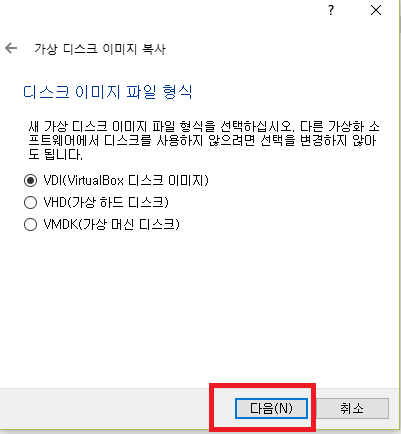 ?
가상 디스크 이미지 복사
디스크 이미지 파일 형식
새 가상 디스크 이미지 파일 형식을 선택하십시오. 다른 가상화 소
프트웨어에서 디스크를 사용하지 않으려면 선택을 변경하지 않아
도 됩니다.
VDI(VirtualBox 디스크 이미지)
VHD(가상 하드 디스크)
VMDK(가상 머신 디스크)
다음(N) 취소